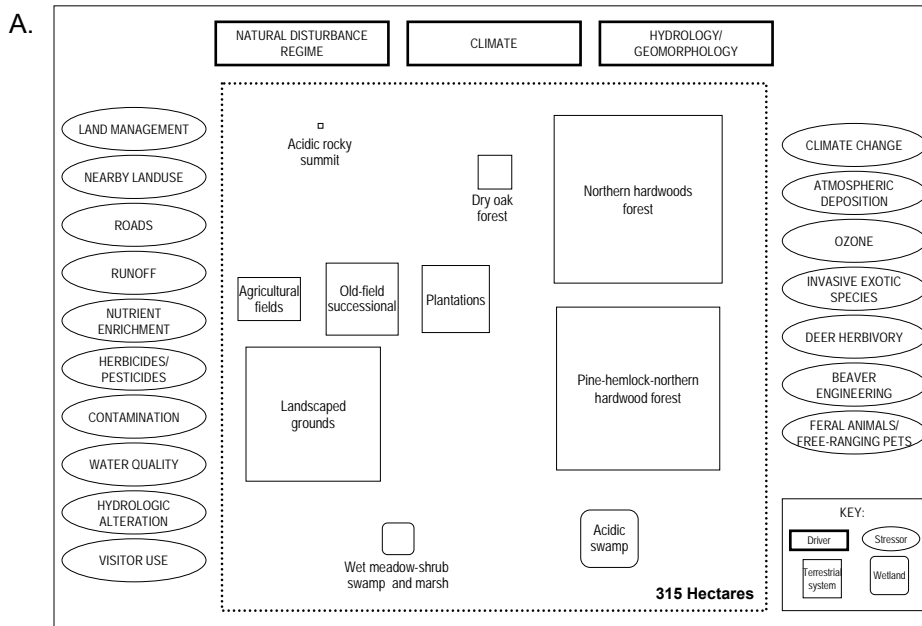 A.
NATURAL DISTURBANCE
REGIME
CLIMATE
HYDROLOGY/
GEOMORPHOLOGY
LAND MANAGEMENT
NEARBY LANDUSE
ROADS
RUNOFF
NUTRIENT
ENRICHMENT
HERBICIDES/
PESTICIDES
CONTAMINATION
WATER QUALITY
HYDROLOGIC
ALTERATION
VISITOR USE
Acidic rocky
summit
Dry oak
forest
Northern hardwoods
forest
Agricultural
fields
Old-field
successional
Plantations
Landscaped
grounds
Pine-hemlock-northern
hardwood forest
Wet meadow-shrub
swamp and marsh
Acidic
swamp
315 Hectares
CLIMATE CHANGE
ATMOSPHERIC
DEPOSITION
OZONE
INVASIVE EXOTIC
SPECIES
DEER HERBIVORY
BEAVER
ENGINEERING
FERAL ANIMALS/
FREE-RANGING PETS
KEY:
Driver
Stressor
Terrestrial
system
Wetland